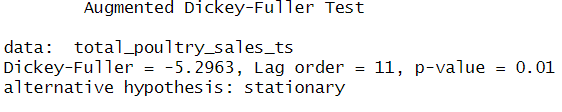 Augmented Dickey-Fuller Test
data: total_poultry_sales_ts
Dickey-Fuller = -5.2963, Lag order = 11, p-value = 0.01
alternative hypothesis: stationary